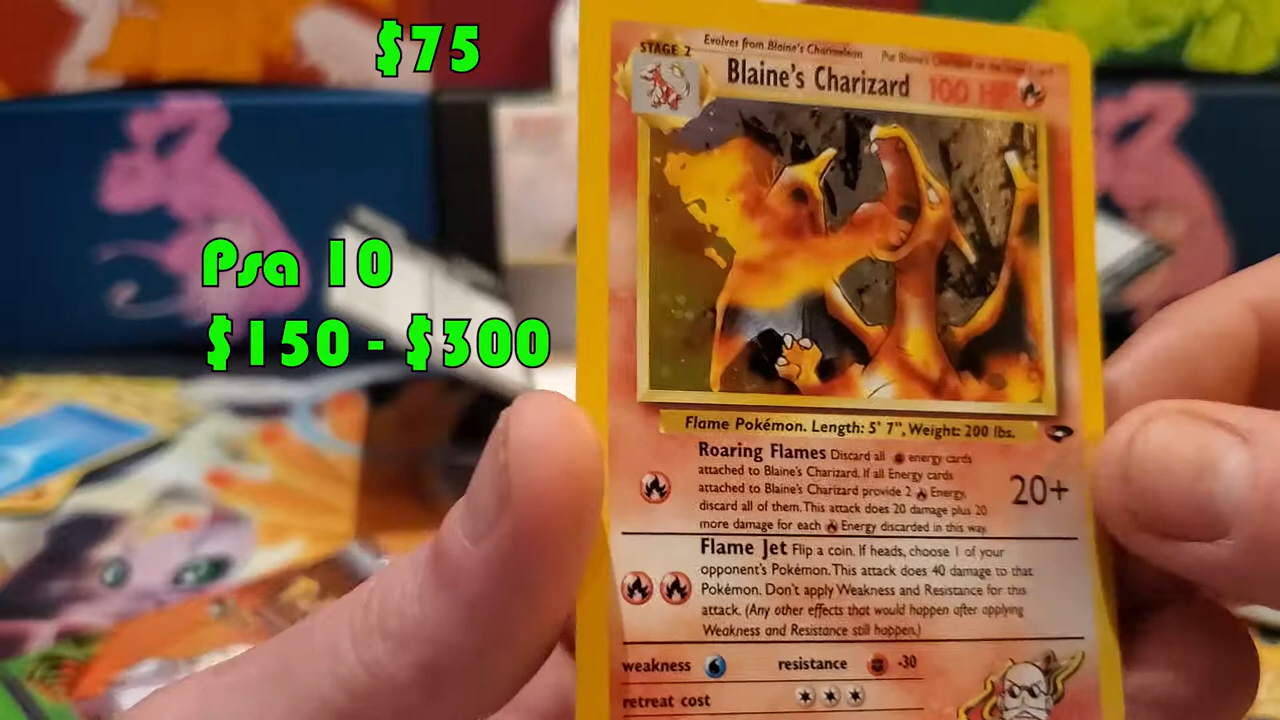 $75
Psa 10
$150 - $300
STAGE 2
Evolves from Blaine's Charmeleon
Put Blaine's Charizard on the
Blaine's Charizard 100 HP
Flame Pokémon. Length: 5' 7", Weight: 200 lbs.
Roaring Flames Discard all energy cards
attached to Blaine's Charizard. If all Energy cards
attached to Blaine's Charizard provide 2 Energy,
discard all of them. This attack does 20 damage plus 20
more damage for each Energy discarded in this way.
20+
Flame Jet Flip a coin. If heads, choose 1 of your
opponent's Pokémon. This attack does 40 damage to that
Pokémon. Don't apply Weakness and Resistance for this
attack. (Any other effects that would happen after applying
Weakness and Resistance still happen.)
weakness resistance -30
retreat cost